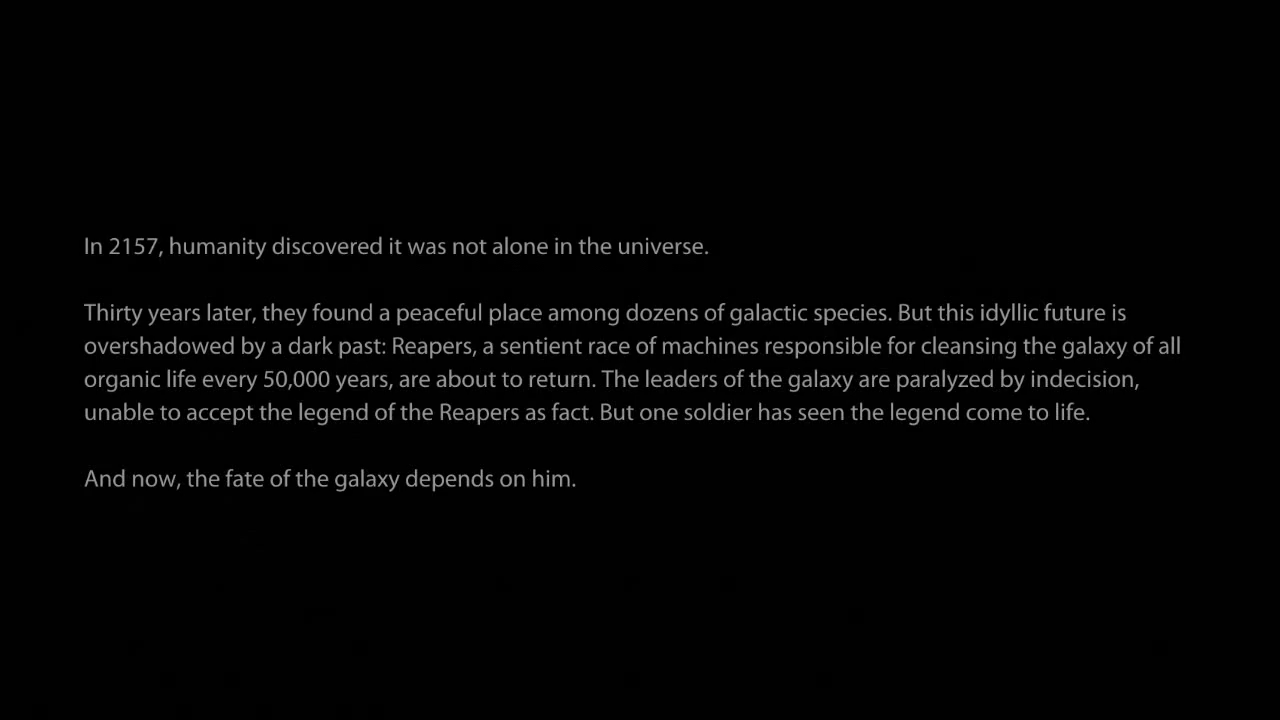 In 2157, humanity discovered it was not alone in the universe.
Thirty years later, they found a peaceful place among dozens of galactic species. But this idyllic future is
overshadowed by a dark past: Reapers, a sentient race of machines responsible for cleansing the galaxy of all
organic life every 50,000 years, are about to return. The leaders of the galaxy are paralyzed by indecision,
unable to accept the legend of the Reapers as fact. But one soldier has seen the legend come to life.
And now, the fate of the galaxy depends on him.